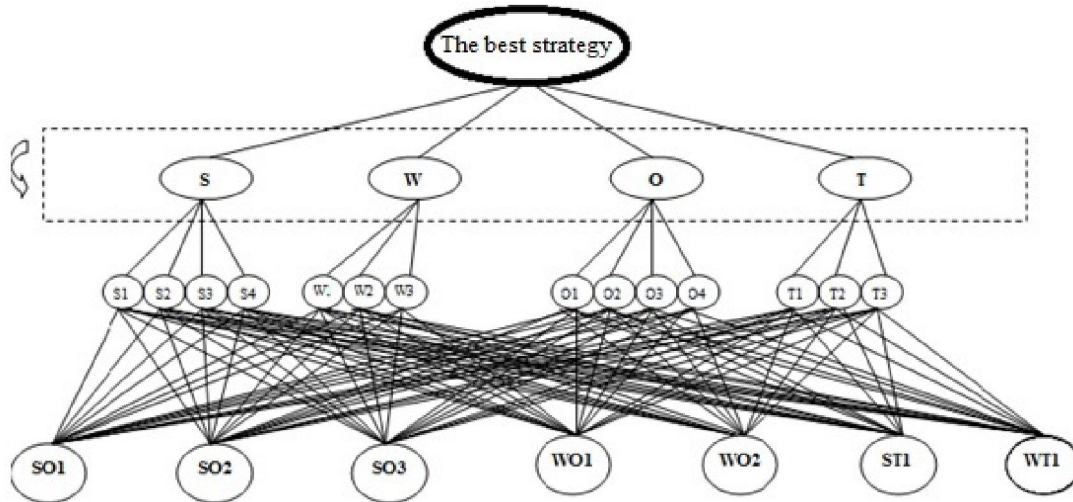 The best strategy
S W O T
S1 S2 S3 S4 W. W2 W3 O1 O2 O3 O4 T1 T2 T3
SO1 SO2 SO3 WO1 WO2 ST1 WT1